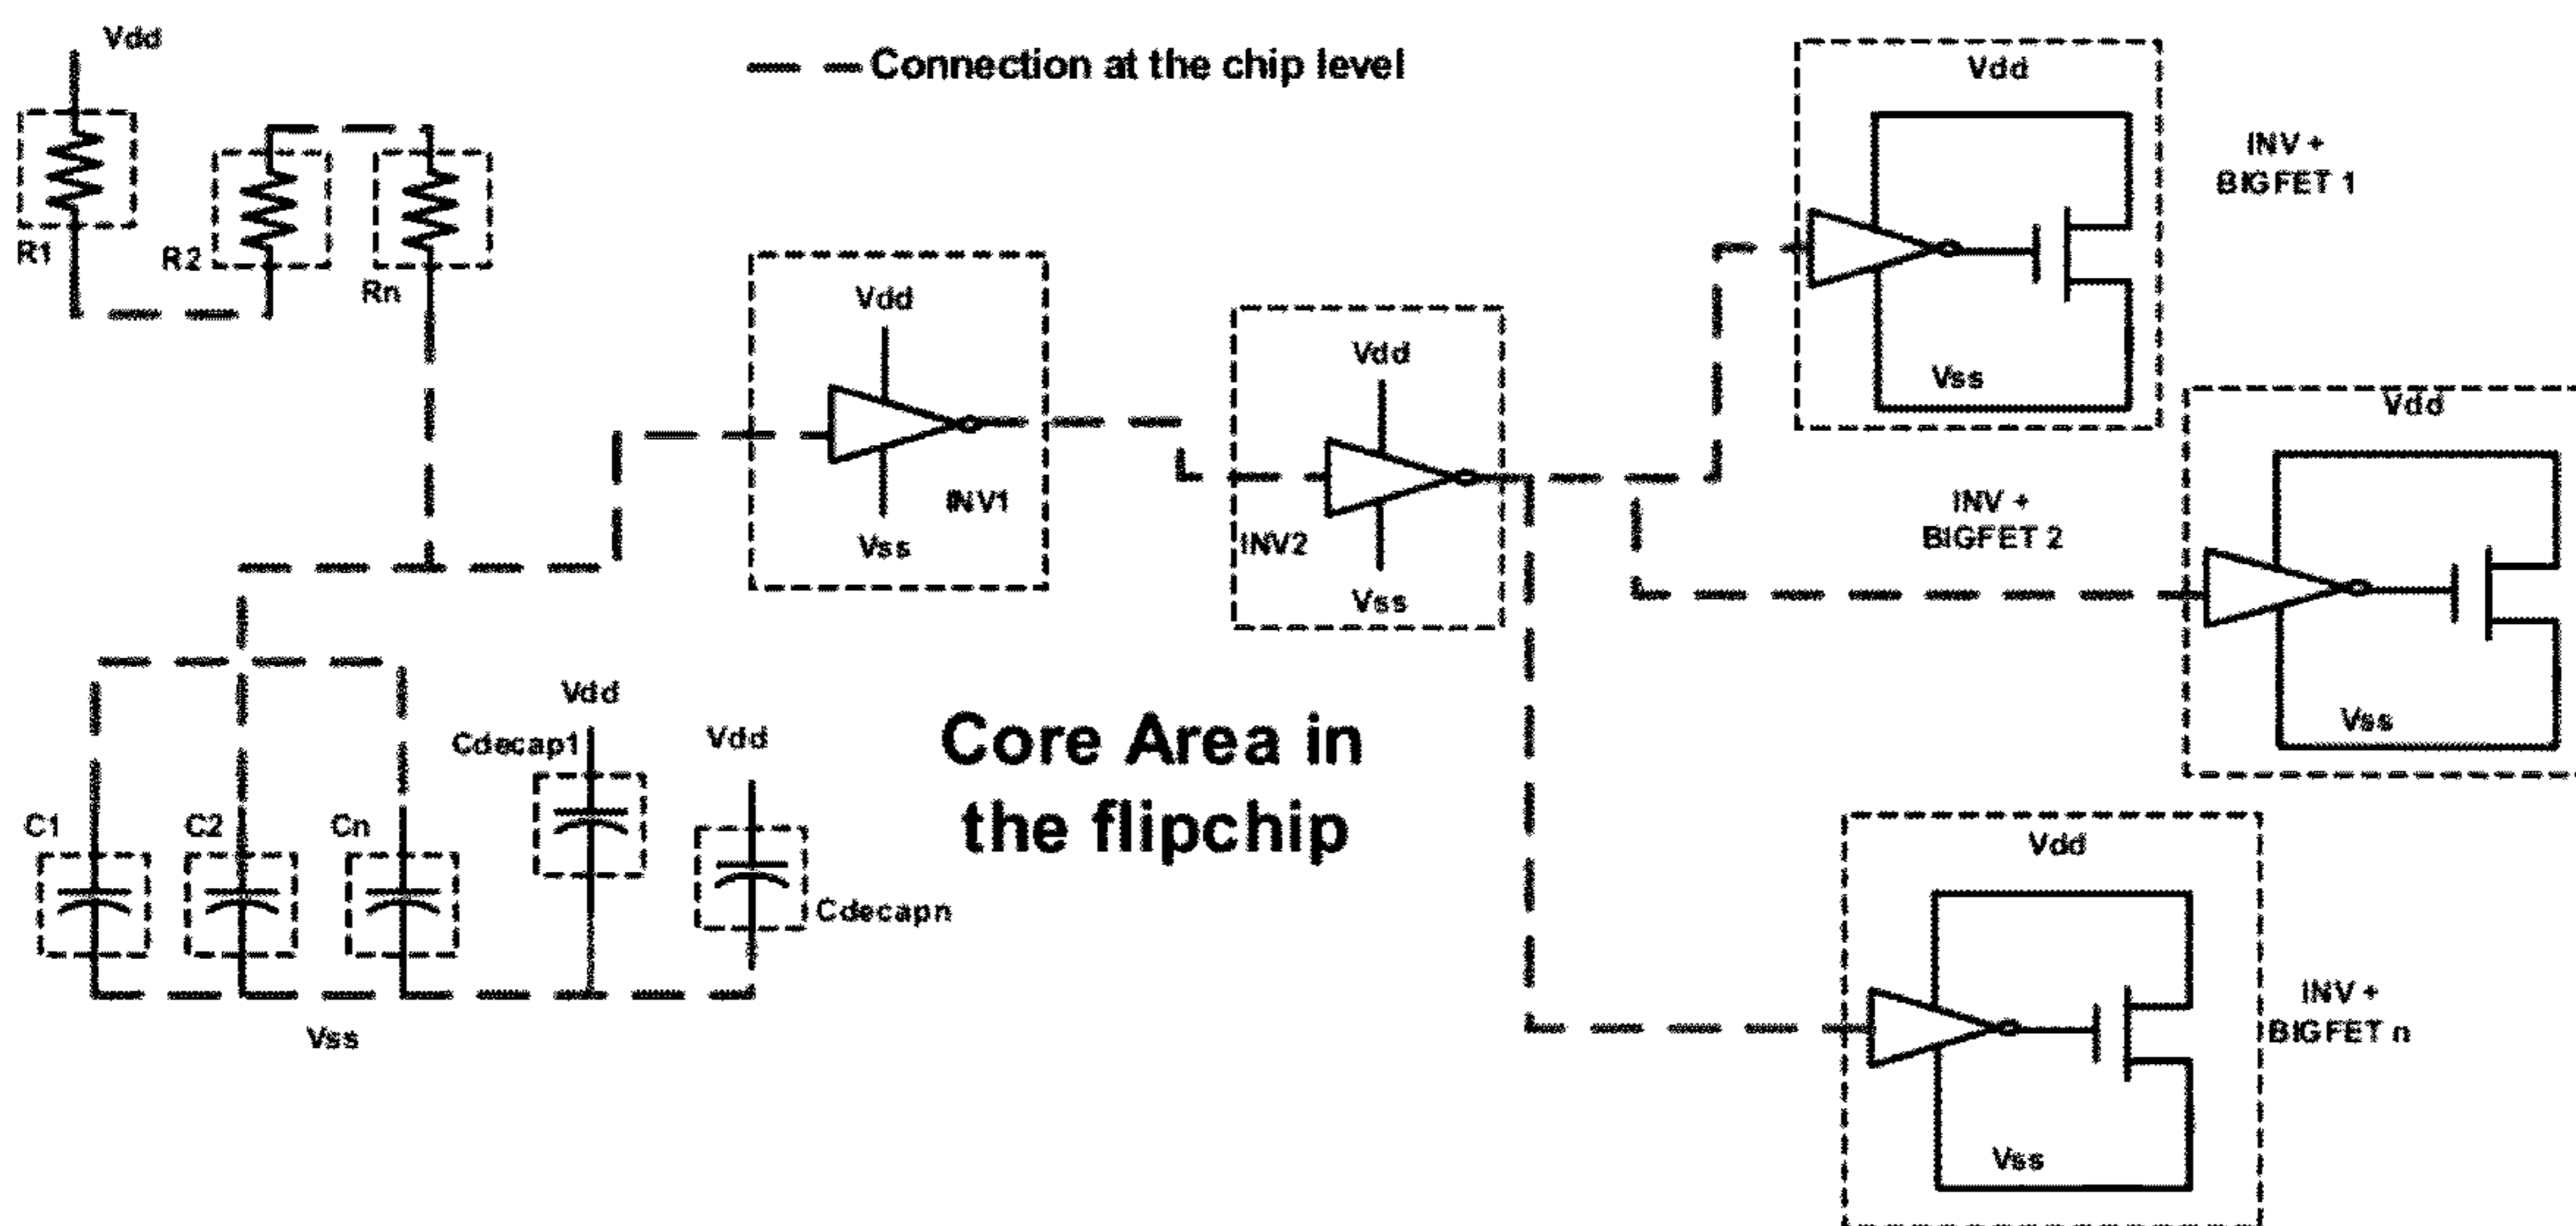 Vdd
Connection at the chip level
Vdd
INV +
BIGFET 1
R1
R2
Rn
Vdd
Vdd
Vss
Vdd
INV1
Vss
INV2
Vss
INV +
BIGFET 2
Vss
Vdd
Cdecap1
Vdd
Core Area in
the flipchip
C1
C2
Cn
Cdecapn
Vss
Vdd
INV +
BIGFET n
Vss